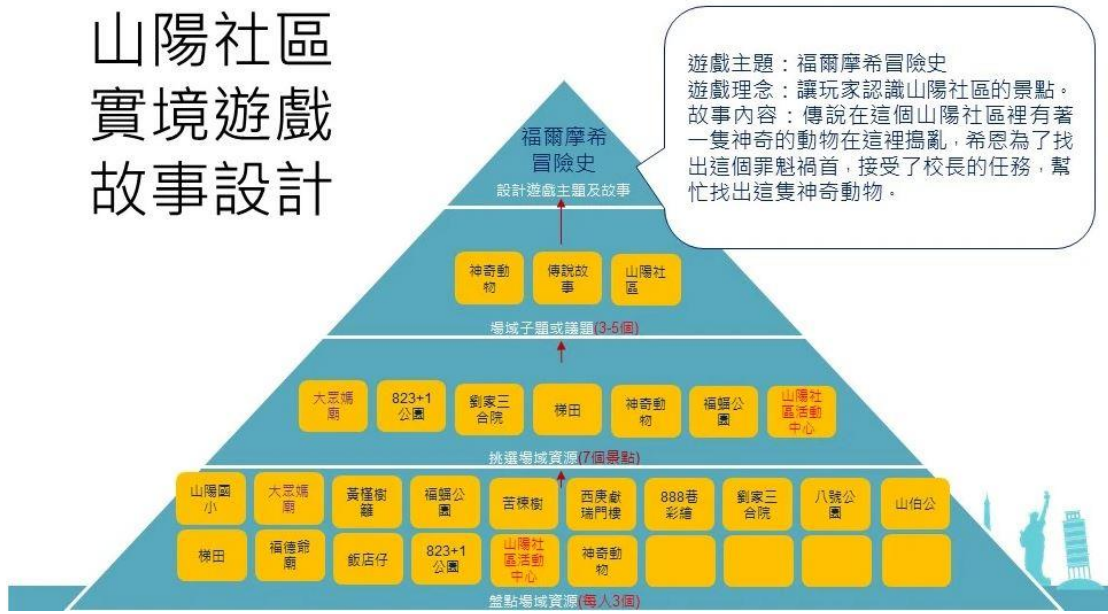 山陽社區
實境遊戲
故事設計
遊戲主題：福爾摩希冒險史
遊戲理念：讓玩家認識山陽社區的景點。
故事內容：傳說在這個山陽社區裡有著
一隻神奇的動物在這裡搗亂，希恩為了找
出這個罪魁禍首，接受了校長的任務，幫
忙找出這隻神奇動物。
福爾摩希
冒險史
設計遊戲主題及故事
神奇動
物
傳說故
事
山陽社
區
場域子題或議題(3-5個)
大眾媽
廟
823+1
公園
劉家三
合院
梯田
神奇動
物
福蝠公
園
山陽社
區活動
中心
挑選場域資源(7個景點)
山陽國
小
大眾媽
廟
黃槿樹
籬
福蝠公
園
苦楝樹
西庚獻
瑞門樓
888巷
彩繪
劉家三
合院
八號公
園
山伯公
梯田
福德爺
廟
飯店仔
823+1
公園
山陽社
區活動
中心
神奇動
物
盤點場域資源(每人3個)